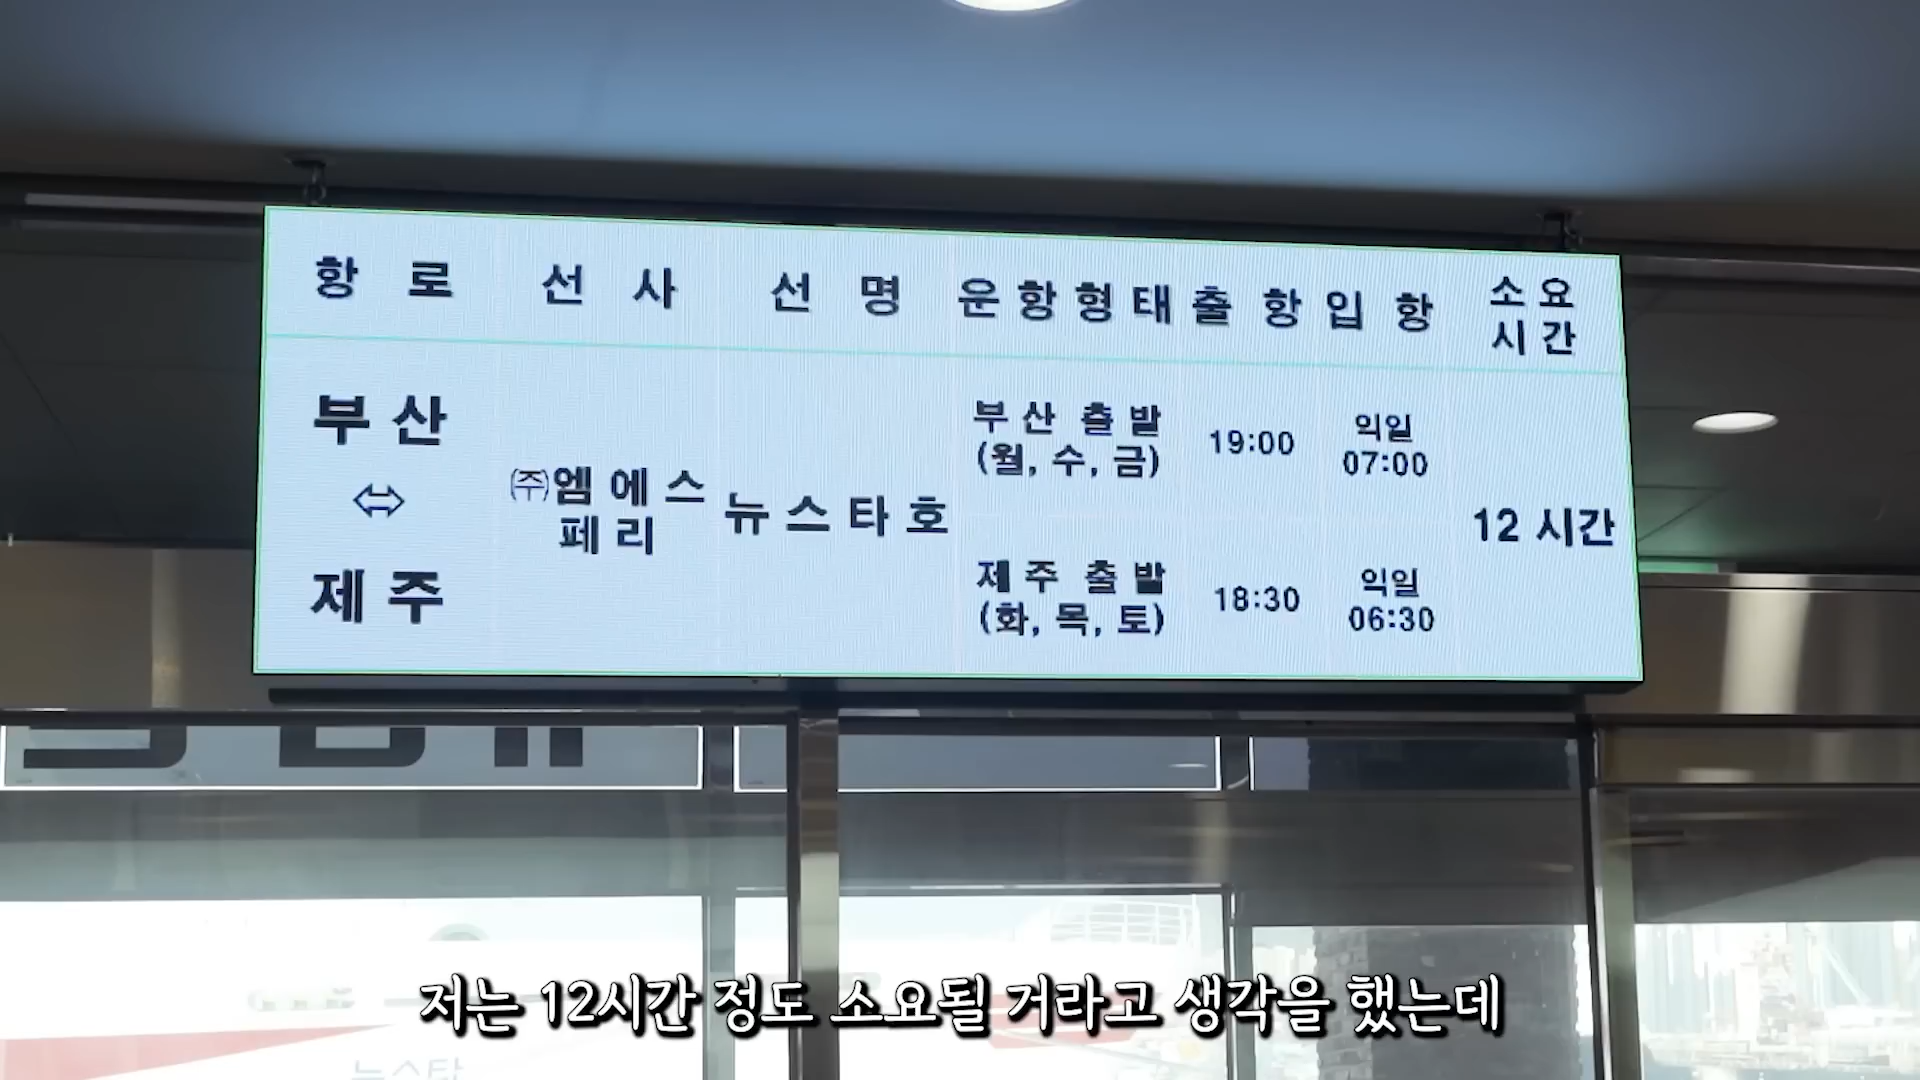 항로 선사 선명 운항형태 출항 입항 소요
시간
부산
⇔
제주
㈜엠에스
페리
뉴스타호
부산 출발
(월, 수, 금)
19:00
익일
07:00
제주 출발
(화, 목, 토)
18:30
익일
06:30
12 시간
뉴스타
저는 12시간 정도 소요될 거라고 생각을 했는데